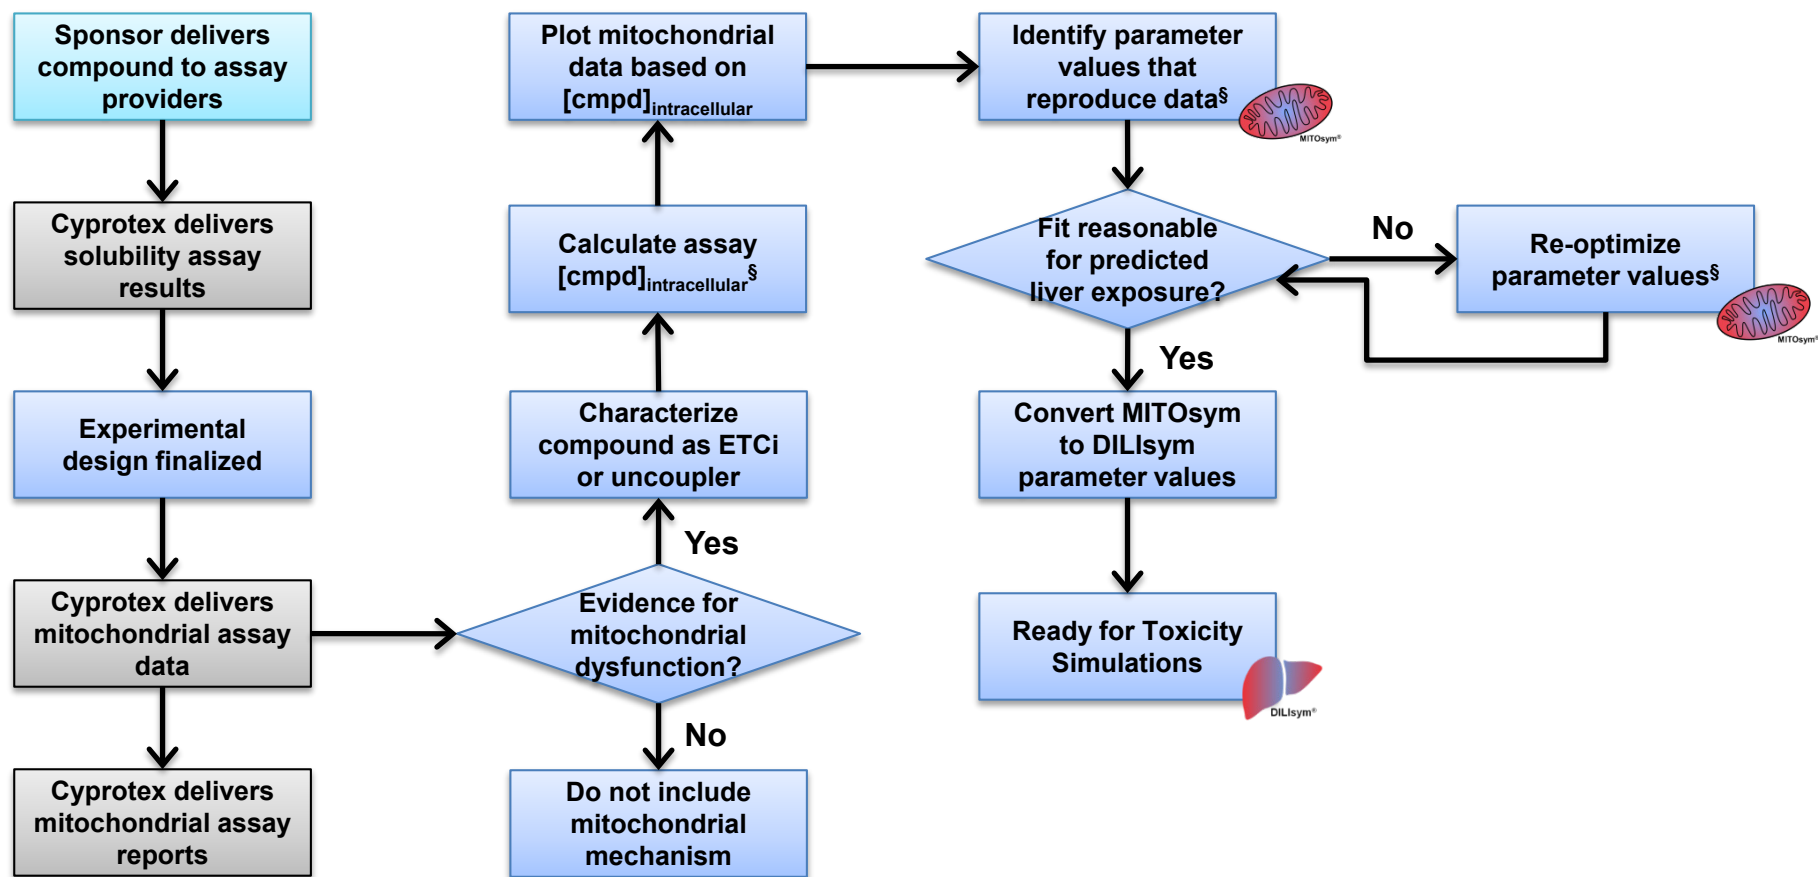 Sponsor delivers
compound to assay
providers
Cyprotex delivers
solubility assay
results
Experimental
design finalized
Cyprotex delivers
mitochondrial assay
data
Cyprotex delivers
mitochondrial assay
reports
Plot mitochondrial
data based on
[cmpd]intracellular
Calculate assay
[cmpd]intracellular§
Characterize
compound as ETCi
or uncoupler
Yes
Evidence for
mitochondrial
dysfunction?
No
Do not include
mitochondrial
mechanism
Identify parameter
values that
reproduce data§
MITOsym®
Fit reasonable
for predicted
liver exposure?
No
Re-optimize
parameter values§
MITOsym®
Yes
Convert MITOsym
to DILIsym
parameter values
Ready for Toxicity
Simulations
DILIsym®